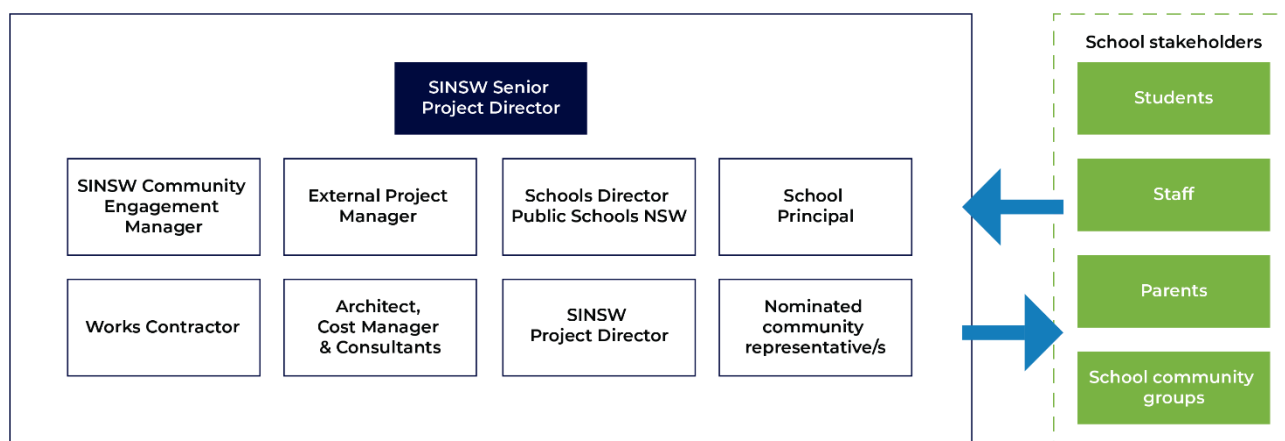 School stakeholders
SINSW Senior
Project Director
Students
SINSW Community
Engagement
Manager
External Project
Manager
Schools Director
Public Schools NSW
School
Principal
Staff
Works Contractor
Architect,
Cost Manager
& Consultants
SINSW
Project Director
Nominated
community
representative/s
Parents
School community
groups